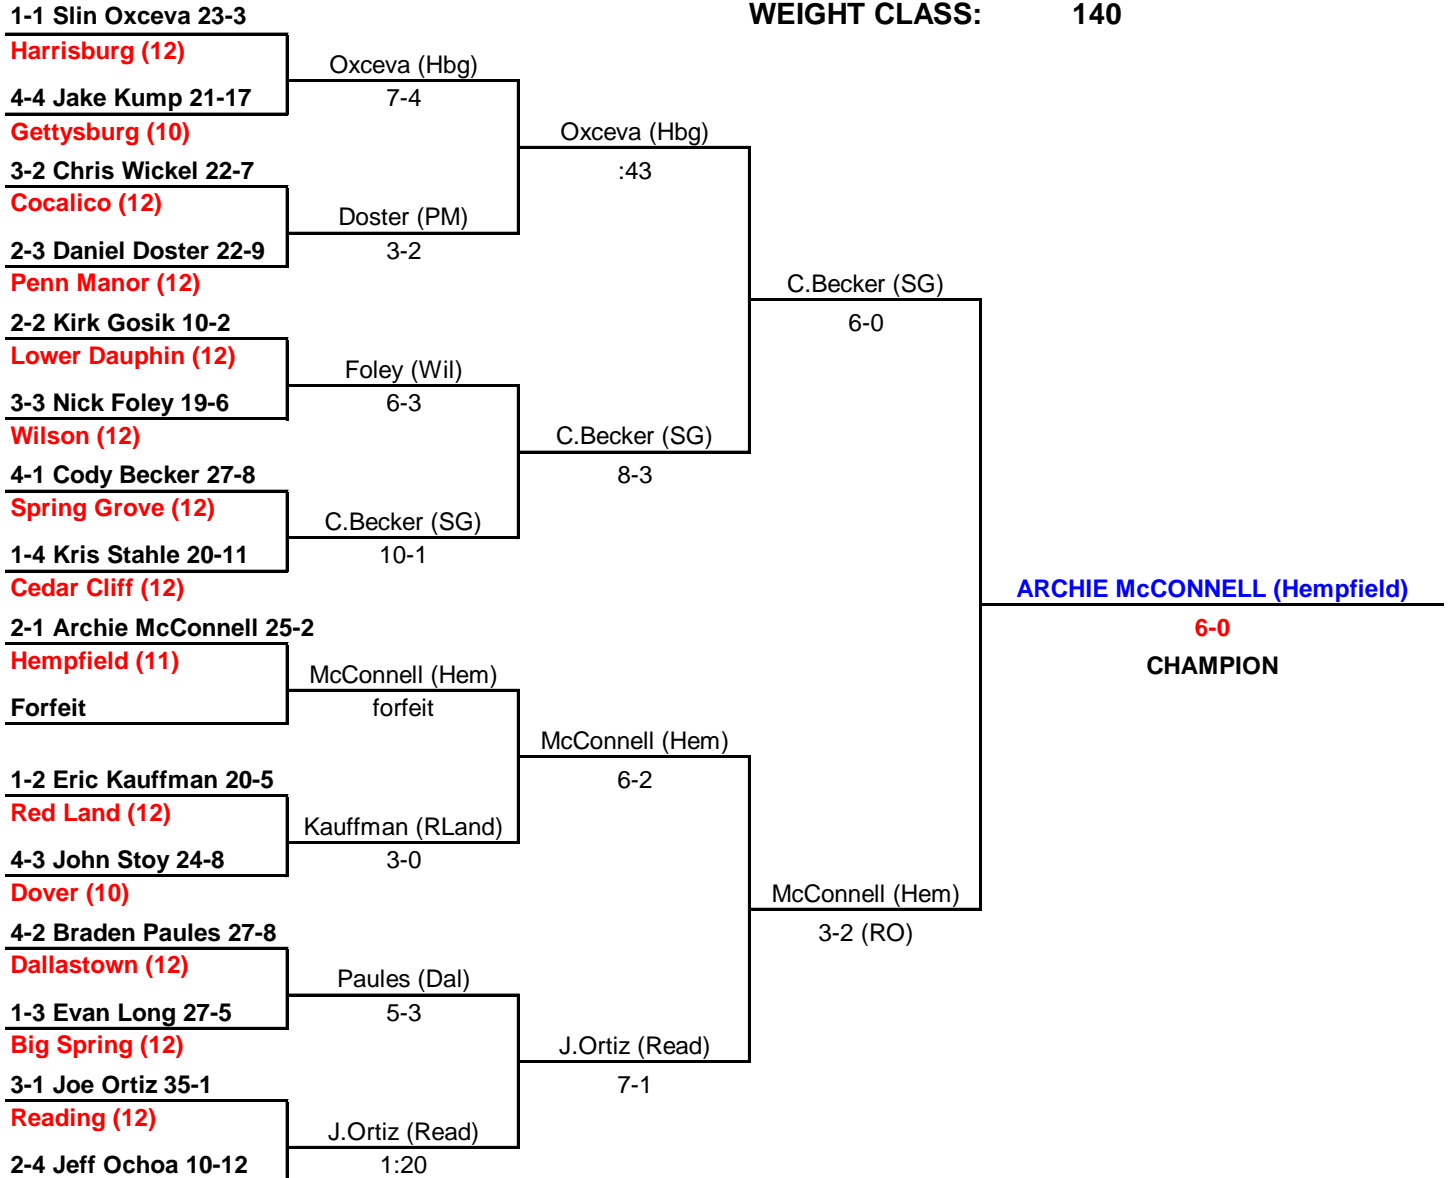 1-1 Slin Oxceva 23-3
WEIGHT CLASS: 140
Harrisburg (12)
Oxceva (Hbg)
4-4 Jake Kump 21-17
7-4
Gettysburg (10)
Oxceva (Hbg)
3-2 Chris Wickel 22-7
:43
Cocalico (12)
Doster (PM)
2-3 Daniel Doster 22-9
3-2
Penn Manor (12)
C.Becker (SG)
2-2 Kirk Gosik 10-2
6-0
Lower Dauphin (12)
Foley (Wil)
3-3 Nick Foley 19-6
6-3
Wilson (12)
C.Becker (SG)
4-1 Cody Becker 27-8
8-3
Spring Grove (12)
C.Becker (SG)
1-4 Kris Stahle 20-11
10-1
Cedar Cliff (12)
ARCHIE McCONNELL (Hempfield)
2-1 Archie McConnell 25-2
6-0
Hempfield (11)
CHAMPION
McConnell (Hem)
Forfeit
forfeit
McConnell (Hem)
1-2 Eric Kauffman 20-5
6-2
Red Land (12)
Kauffman (RLand)
4-3 John Stoy 24-8
3-0
Dover (10)
McConnell (Hem)
4-2 Braden Paules 27-8
3-2 (RO)
Dallastown (12)
Paules (Dal)
1-3 Evan Long 27-5
5-3
Big Spring (12)
J.Ortiz (Read)
3-1 Joe Ortiz 35-1
7-1
Reading (12)
J.Ortiz (Read)
2-4 Jeff Ochoa 10-12
1:20